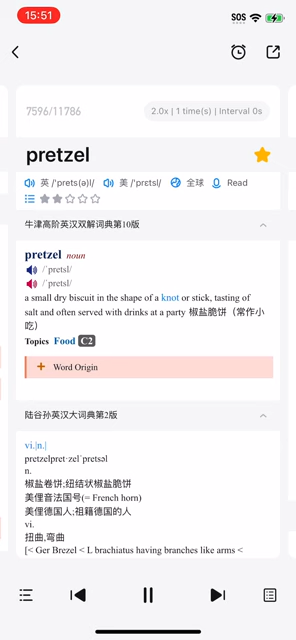 15:51
SOS
7596/11786
2.0x | 1 time(s) | Interval 0s
pretzel
英 /ˈprets(ə)l/ 美 /ˈprɛtsl/ 全球 Read
牛津高阶英汉双解词典第10版
pretzel noun
/ˈpretsl/
/ˈpretsl/
a small dry biscuit in the shape of a knot or stick, tasting of
salt and often served with drinks at a party 椒盐脆饼（常作小
吃）
Topics Food C2
Word Origin
陆谷孙英汉大词典第2版
vi.|n.|
pretzelpret·zelˈpretsəl
n.
椒盐卷饼;纽结状椒盐脆饼
美俚音法国号(= French horn)
美俚德国人;祖籍德国的人
vi.
扭曲,弯曲
[< Ger Brezel < L brachiatus having branches like arms <